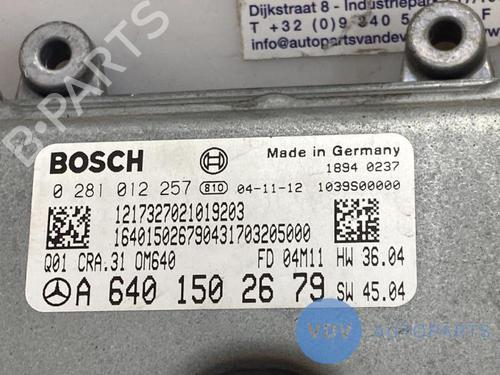 Dijkstraat 8 - Industriepark
T +32 (0)9 340 5 F
info@autopartsvandev
B-PARTS
BOSCH
Made in Germany
1894 0237
0 281 012 257 810 04-11-12 1039S00000
1217327021019203
164015026790431703205000
Q01 CRA.31 OM640 FD 04M11 HW 36.04
A 640 150 26 79 SW 45.04
VDV
AUTOPARTS